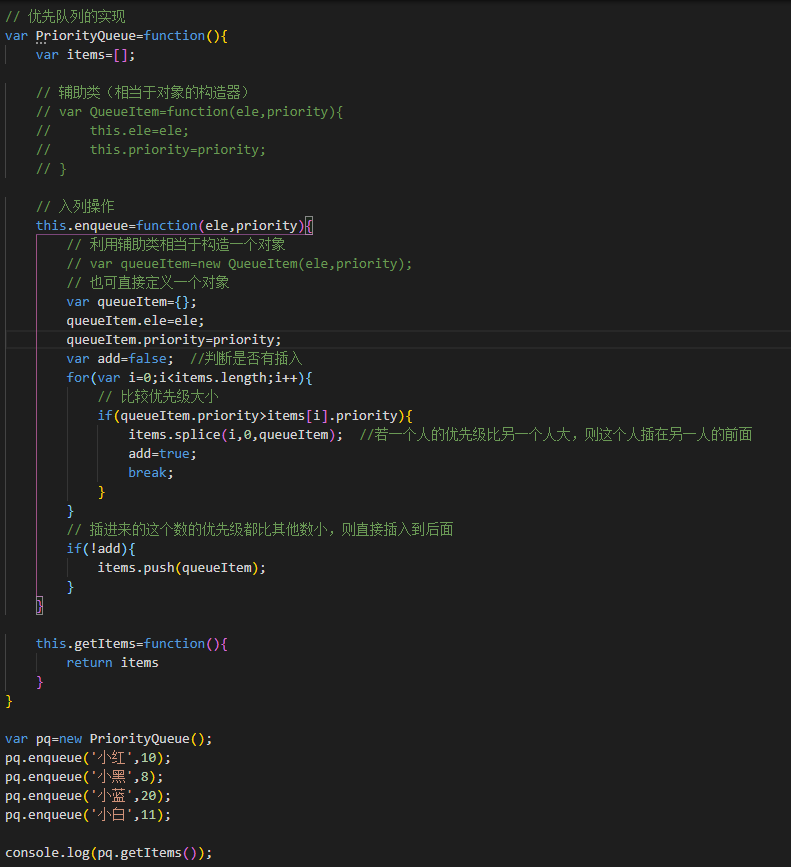 // 优先队列的实现
var PriorityQueue=function(){
    var items=[];

    // 辅助类（相当于对象的构造器）
    // var QueueItem=function(ele,priority){
    //     this.ele=ele;
    //     this.priority=priority;
    // }

    // 入列操作
    this.enqueue=function(ele,priority){
        // 利用辅助类相当于构造一个对象
        // var queueItem=new QueueItem(ele,priority);
        // 也可直接定义一个对象
        var queueItem={};
        queueItem.ele=ele;
        queueItem.priority=priority;
        var add=false;  //判断是否有插入
        for(var i=0;i<items.length;i++){
            // 比较优先级大小
            if(queueItem.priority>items[i].priority){
                items.splice(i,0,queueItem);  //若一个人的优先级比另一个人大，则这个人插在另一人的前面
                add=true;
                break;
            }
        }
        // 插进来的这个数的优先级都比其他数小，则直接插入到后面
        if(!add){
            items.push(queueItem);
        }
    }

    this.getItems=function(){
        return items
    }
}

var pq=new PriorityQueue();
pq.enqueue('小红',10);
pq.enqueue('小黑',8);
pq.enqueue('小蓝',20);
pq.enqueue('小白',11);

console.log(pq.getItems());